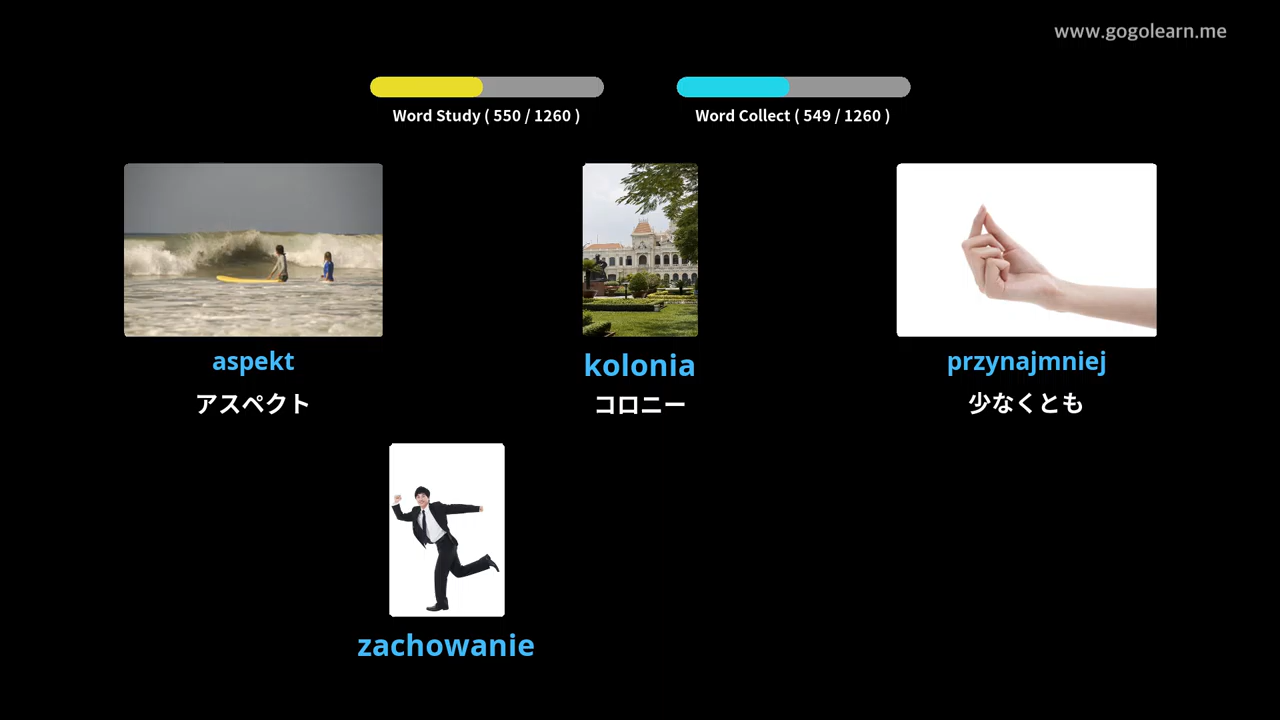 www.gogolearn.me
Word Study ( 550 / 1260 )
Word Collect ( 549 / 1260 )
aspekt
アスペクト
kolonia
コロニー
przynajmniej
少なくとも
zachowanie